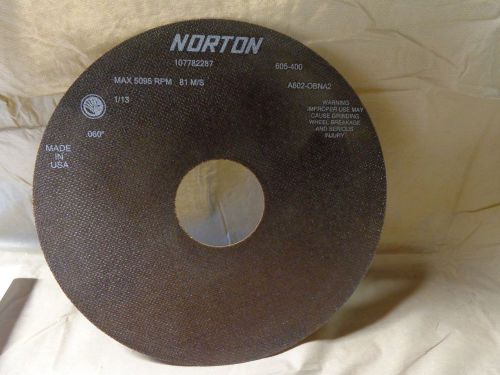 NORTON
107782287
605-400
MAX 5095 RPM 81 M/S
A602-OBNA2
1/13
.060"
WARNING
IMPROPER USE MAY
CAUSE GRINDING
WHEEL BREAKAGE
AND SERIOUS
INJURY
MADE
IN
USA